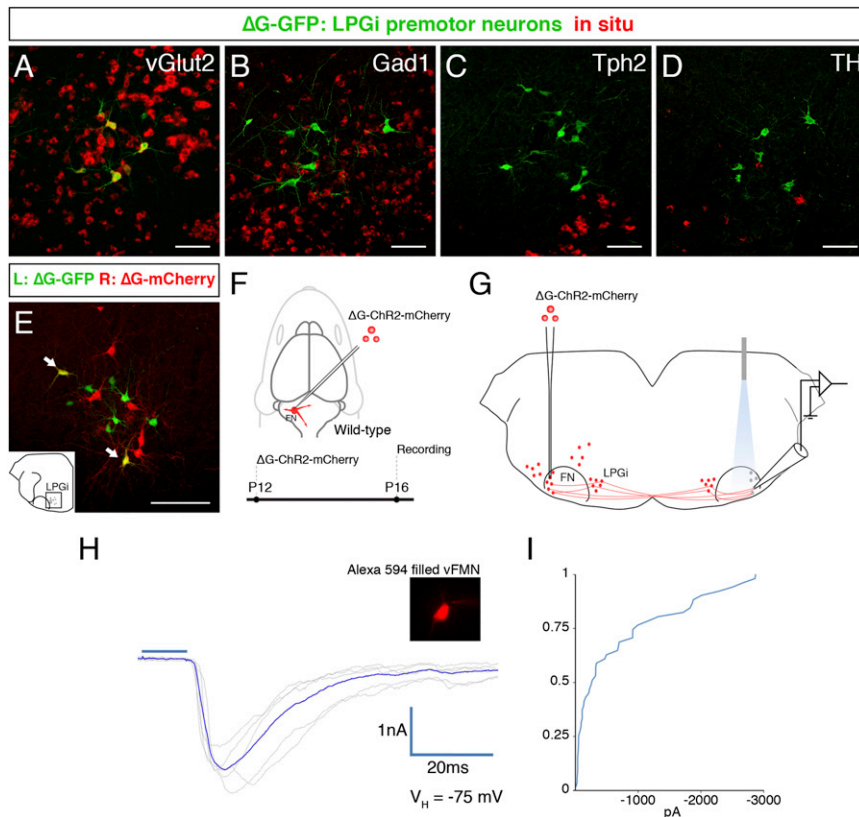 ΔG-GFP: LPGi premotor neurons in situ
A
vGlut2
B
Gad1
C
Tph2
D
TH
L: ΔG-GFP R: ΔG-mCherry
E
LPGi
F
ΔG-ChR2-mCherry
FN
Wild-type
ΔG-ChR2-mCherry
Recording
P12
P16
G
ΔG-ChR2-mCherry
FN
LPGi
H
Alexa 594 filled vFMN
1nA
20ms
V_H = -75 mV
I
1
0.75
0.5
0.25
0
-1000
-2000
-3000
pA